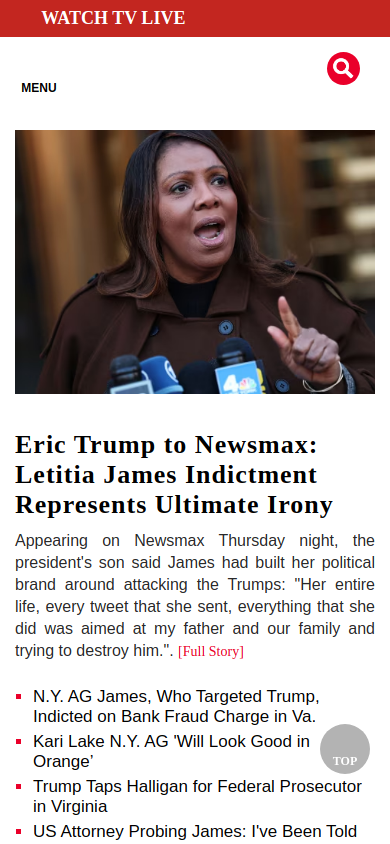 WATCH TV LIVE
MENU
4
Eric Trump to Newsmax:
Letitia James Indictment
Represents Ultimate Irony
Appearing on Newsmax Thursday night, the
president's son said James had built her political
brand around attacking the Trumps: "Her entire
life, every tweet that she sent, everything that she
did was aimed at my father and our family and
trying to destroy him.". [Full Story]
N.Y. AG James, Who Targeted Trump,
Indicted on Bank Fraud Charge in Va.
Kari Lake N.Y. AG 'Will Look Good in
Orange’
TOP
Trump Taps Halligan for Federal Prosecutor
in Virginia
US Attorney Probing James: I've Been Told